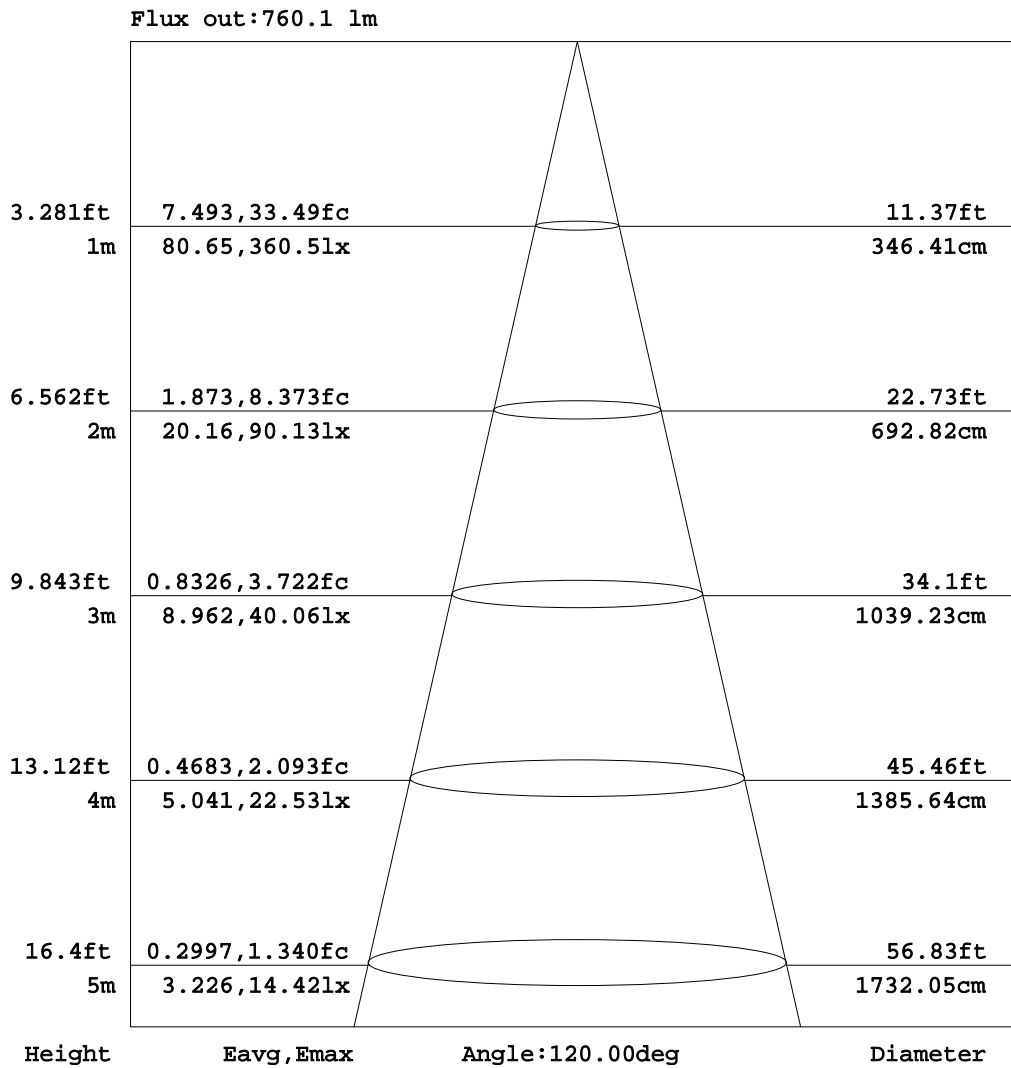 Flux out:760.1 lm
3.281ft 7.493,33.49fc 11.37ft
1m 80.65,360.5lx 346.41cm
6.562ft 1.873,8.373fc 22.73ft
2m 20.16,90.13lx 692.82cm
9.843ft 0.8326,3.722fc 34.1ft
3m 8.962,40.06lx 1039.23cm
13.12ft 0.4683,2.093fc 45.46ft
4m 5.041,22.53lx 1385.64cm
16.4ft 0.2997,1.340fc 56.83ft
5m 3.226,14.42lx 1732.05cm
Height Eavg,Emax Angle:120.00deg Diameter